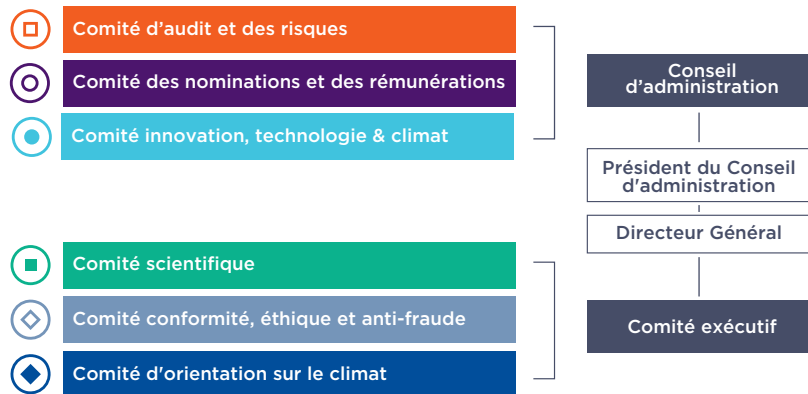 Comité d’audit et des risques
Comité des nominations et des rémunérations
Comité innovation, technologie & climat
Conseil
d’administration
Président du Conseil
d'administration
Directeur Général
Comité scientifique
Comité conformité, éthique et anti-fraude
Comité d'orientation sur le climat
Comité exécutif